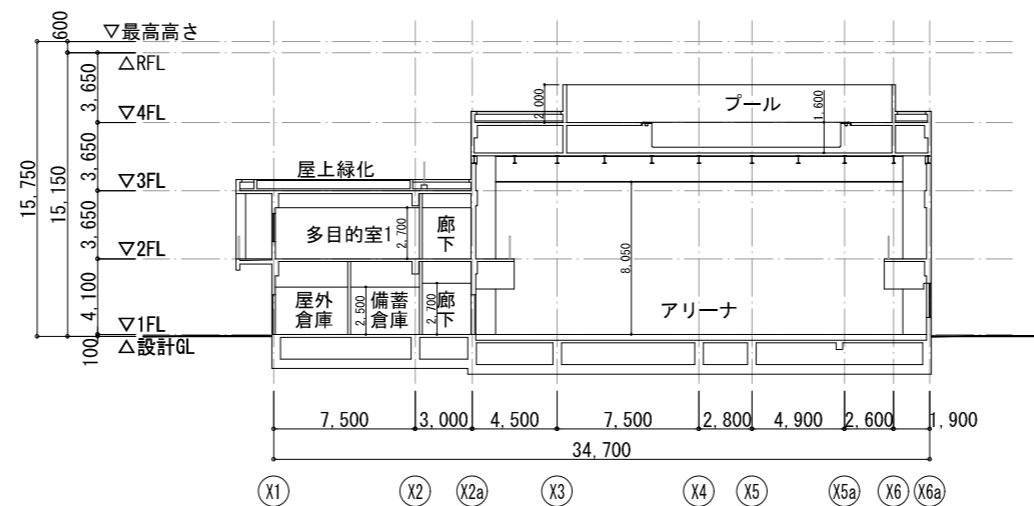 ▽最高高さ
600
△RFL
3,650
▽4FL
2,000
プール
1,600
3,650
▽3FL
屋上緑化
15,750
15,150
3,650
▽2FL
多目的室1
2,700
廊下
8,050
4,100
屋外倉庫
備蓄倉庫
2,500
廊下
2,700
アリーナ
▽1FL
100
△設計GL
7,500
3,000
4,500
7,500
2,800
4,900
2,600
1,900
34,700
X1
X2
X2a
X3
X4
X5
X5a
X6
X6a